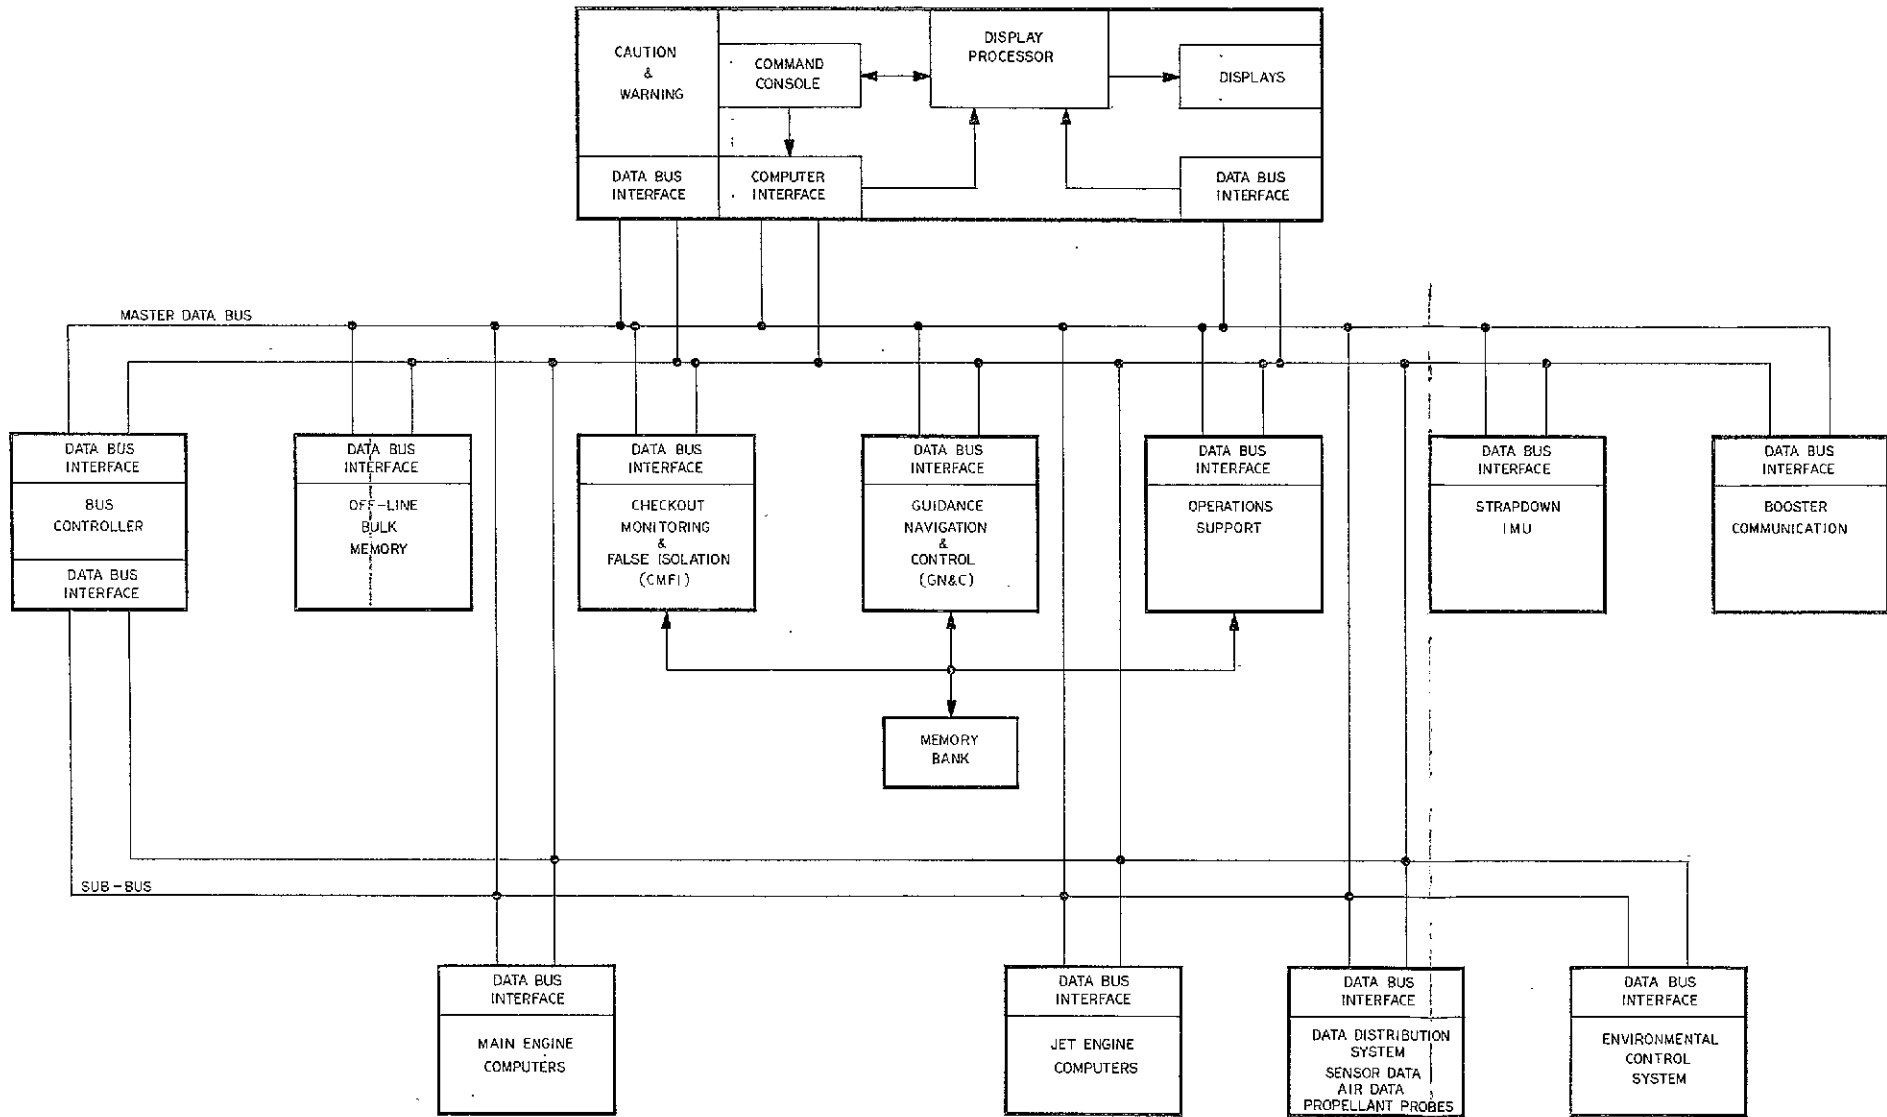 CAUTION
&
WARNING
COMMAND
CONSOLE
DISPLAY
PROCESSOR
DISPLAYS
DATA BUS
INTERFACE
COMPUTER
INTERFACE
DATA BUS
INTERFACE
MASTER DATA BUS
DATA BUS
INTERFACE
BUS
CONTROLLER
DATA BUS
INTERFACE
DATA BUS
INTERFACE
OFF-LINE
BULK
MEMORY
DATA BUS
INTERFACE
CHECKOUT
MONITORING
&
FALSE ISOLATION
(CMFI)
DATA BUS
INTERFACE
GUIDANCE
NAVIGATION
&
CONTROL
(GN&C)
DATA BUS
INTERFACE
OPERATIONS
SUPPORT
DATA BUS
INTERFACE
STRAPDOWN
IMU
DATA BUS
INTERFACE
BOOSTER
COMMUNICATION
MEMORY
BANK
SUB-BUS
DATA BUS
INTERFACE
MAIN ENGINE
COMPUTERS
DATA BUS
INTERFACE
JET ENGINE
COMPUTERS
DATA BUS
INTERFACE
DATA DISTRIBUTION
SYSTEM
SENSOR DATA
AIR DATA
PROPELLANT PROBES
DATA BUS
INTERFACE
ENVIRONMENTAL
CONTROL
SYSTEM